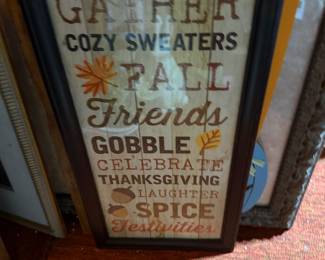 GATHER
COZY SWEATERS
FALL
Friends
GOBBLE
CELEBRATE
THANKSGIVING
LAUGHTER
SPICE
Festivities